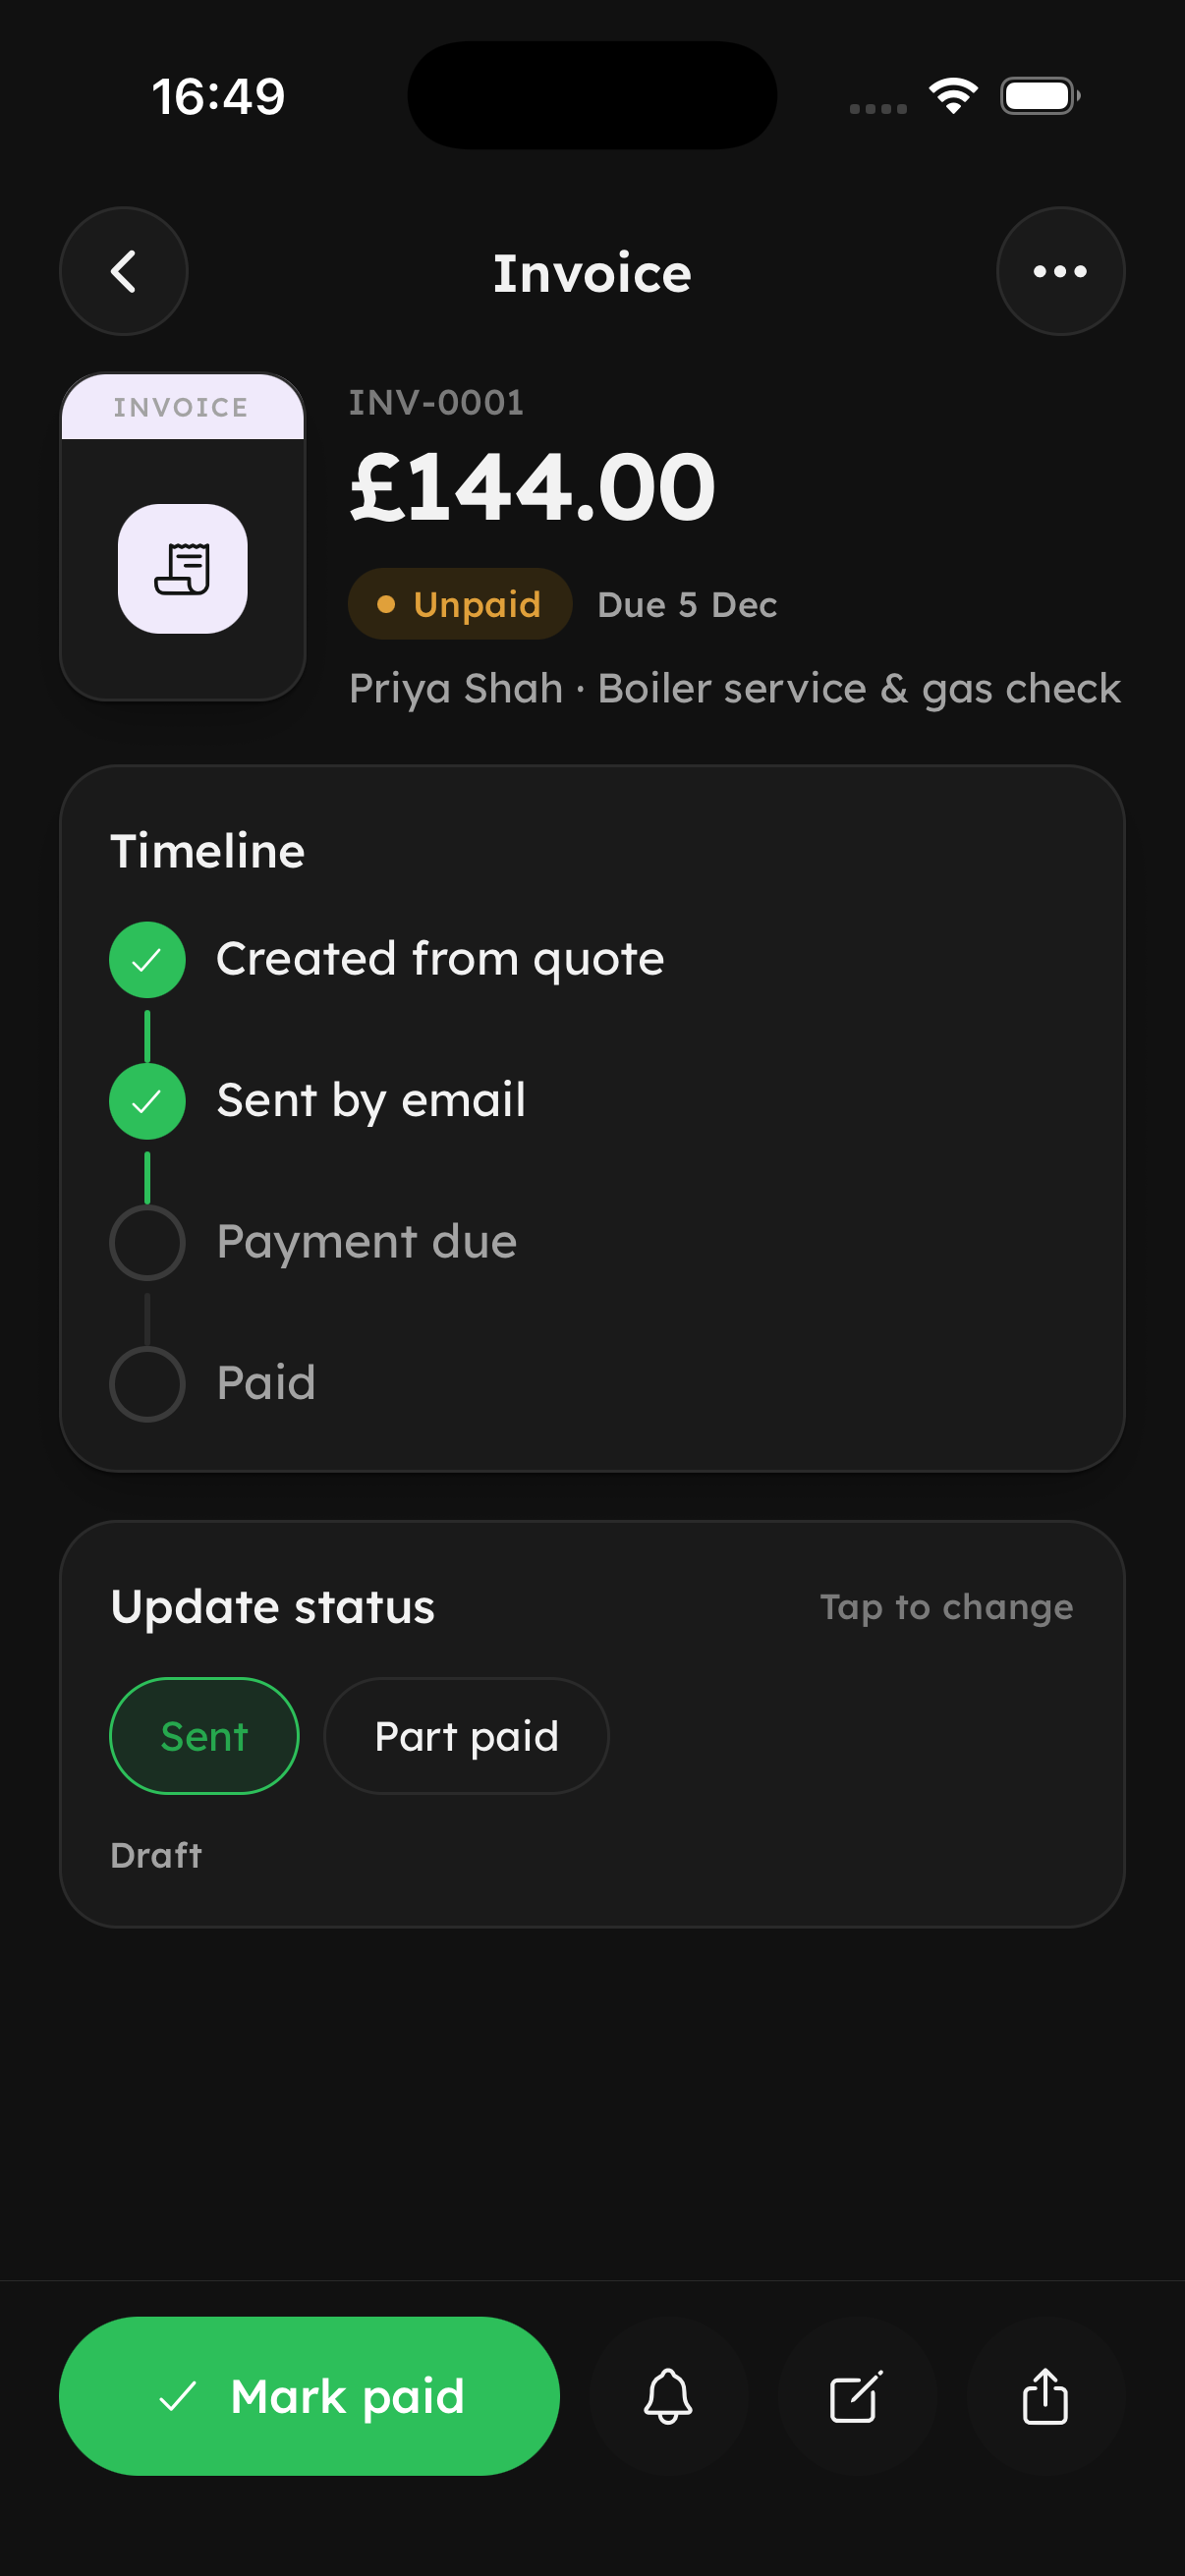 16:49
Invoice
INVOICE
INV-0001
£144.00
Unpaid
Due 5 Dec
Priya Shah · Boiler service & gas check
Timeline
Created from quote
Sent by email
Payment due
Paid
Update status
Tap to change
Sent
Part paid
Draft
Mark paid